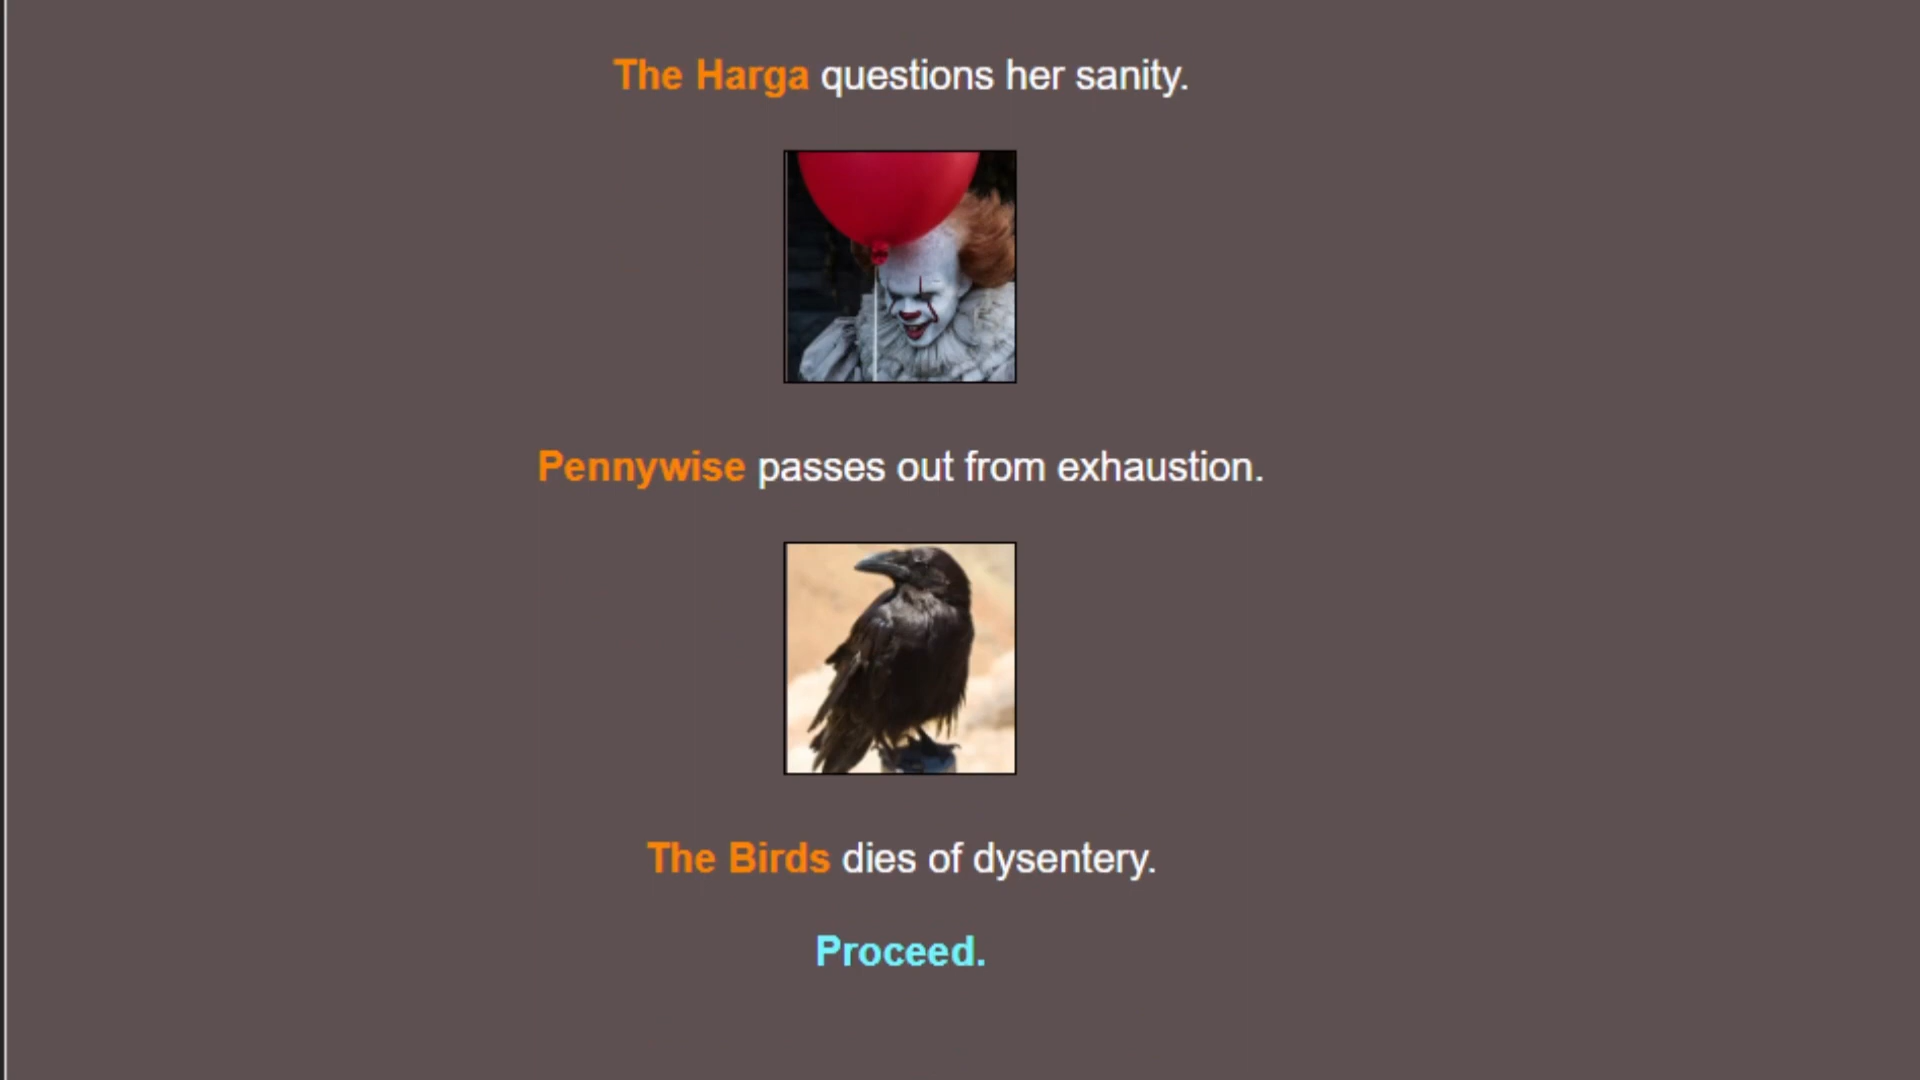 The Harga questions her sanity.
Pennywise passes out from exhaustion.
The Birds dies of dysentery.
Proceed.